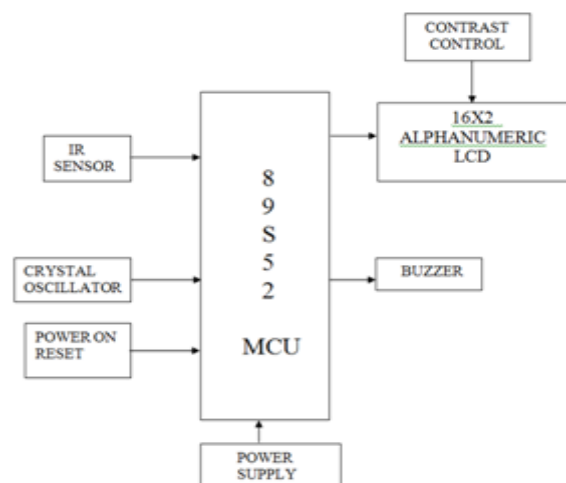 CONTRAST
CONTROL
16X2
ALPHANUMERIC
LCD
IR
SENSOR
8
9
S
5
2
MCU
CRYSTAL
OSCILLATOR
BUZZER
POWER ON
RESET
POWER
SUPPLY